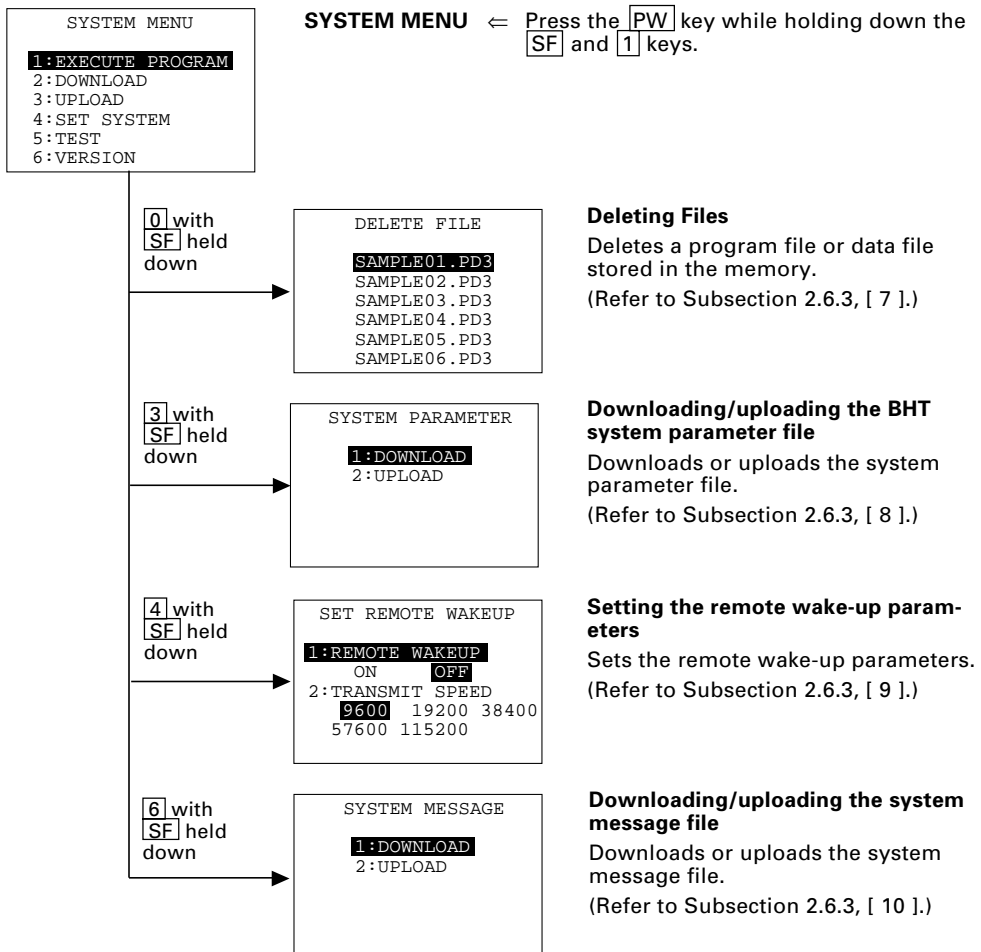 SYSTEM MENU
1:EXECUTE PROGRAM
2:DOWNLOAD
3:UPLOAD
4:SET SYSTEM
5:TEST
6:VERSION
SYSTEM MENU ⇐ Press the PW key while holding down the
SF and 1 keys.
0 with
SF held
down
DELETE FILE
SAMPLE01.PD3
SAMPLE02.PD3
SAMPLE03.PD3
SAMPLE04.PD3
SAMPLE05.PD3
SAMPLE06.PD3
Deleting Files
Deletes a program file or data file
stored in the memory.
(Refer to Subsection 2.6.3, [ 7 ].)
3 with
SF held
down
SYSTEM PARAMETER
1:DOWNLOAD
2:UPLOAD
Downloading/uploading the BHT
system parameter file
Downloads or uploads the system
parameter file.
(Refer to Subsection 2.6.3, [ 8 ].)
4 with
SF held
down
SET REMOTE WAKEUP
1:REMOTE WAKEUP
ON OFF
2:TRANSMIT SPEED
9600 19200 38400
57600 115200
Setting the remote wake-up param-
eters
Sets the remote wake-up parameters.
(Refer to Subsection 2.6.3, [ 9 ].)
6 with
SF held
down
SYSTEM MESSAGE
1:DOWNLOAD
2:UPLOAD
Downloading/uploading the system
message file
Downloads or uploads the system
message file.
(Refer to Subsection 2.6.3, [ 10 ].)